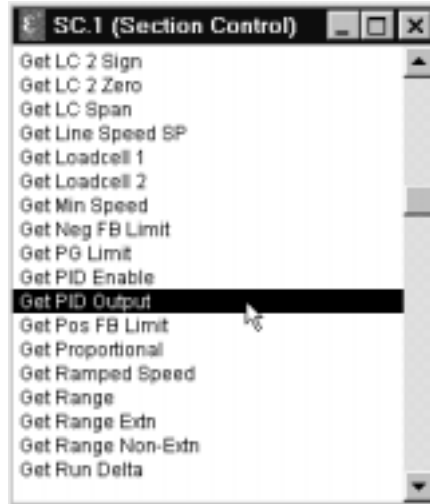 SC.1 (Section Control)
Get LC 2 Sign
Get LC 2 Zero
Get LC Span
Get Line Speed SP
Get Loadcell 1
Get Loadcell 2
Get Min Speed
Get Neg FB Limit
Get PG Limit
Get PID Enable
Get PID Output
Get Pos FB Limit
Get Proportional
Get Ramped Speed
Get Range
Get Range Extn
Get Range Non-Extn
Get Run Delta